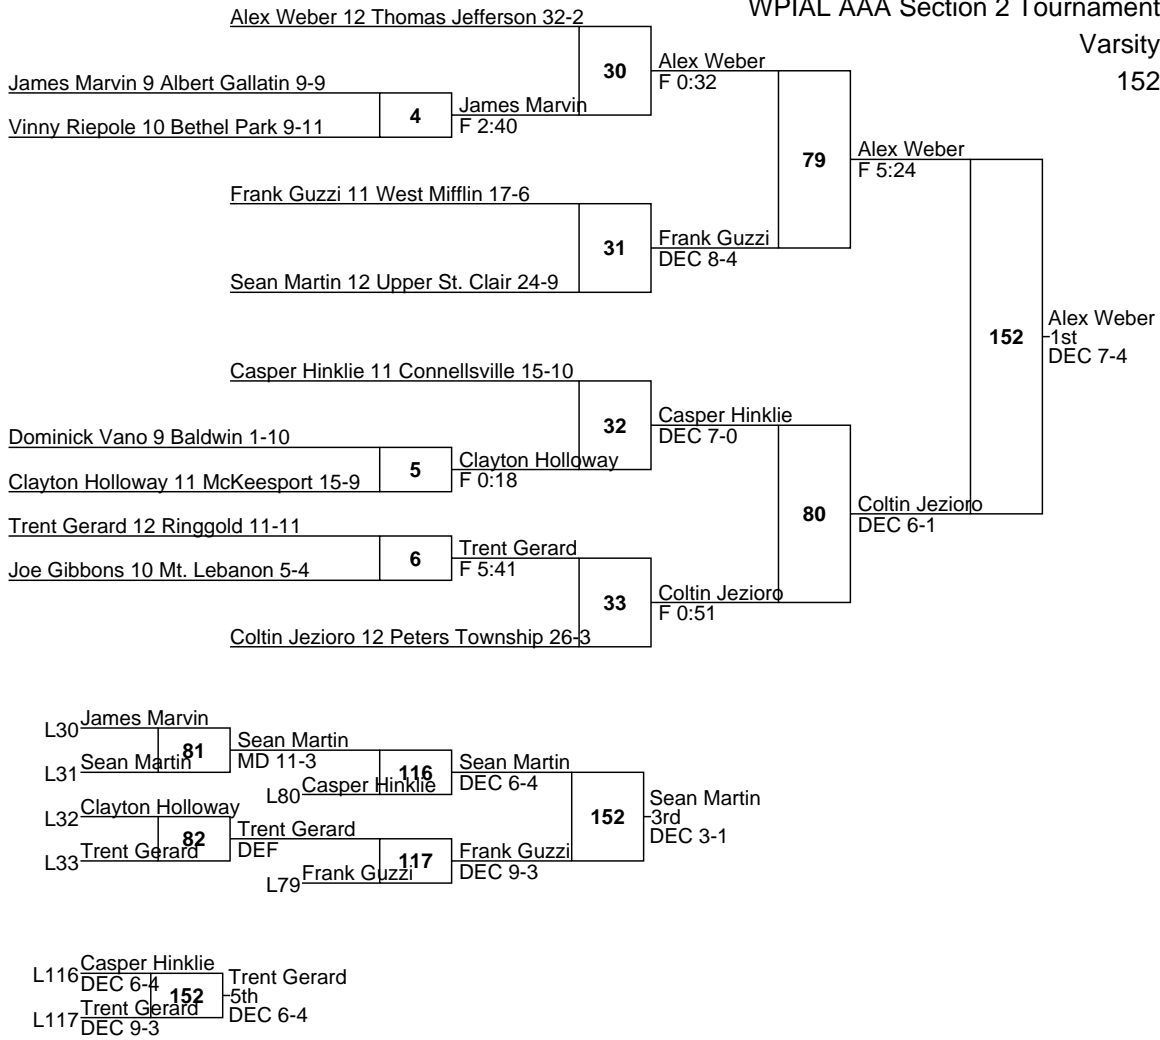 WPIAL AAA Section 2 Tournament
Varsity
152
Alex Weber 12 Thomas Jefferson 32-2
30
Alex Weber
F 0:32
James Marvin 9 Albert Gallatin 9-9
4
James Marvin
F 2:40
Vinny Riepole 10 Bethel Park 9-11
79
Alex Weber
F 5:24
Frank Guzzi 11 West Mifflin 17-6
31
Frank Guzzi
DEC 8-4
Sean Martin 12 Upper St. Clair 24-9
152
Alex Weber
1st
DEC 7-4
Casper Hinklie 11 Connellsville 15-10
32
Casper Hinklie
DEC 7-0
Dominick Vano 9 Baldwin 1-10
5
Clayton Holloway
F 0:18
Clayton Holloway 11 McKeesport 15-9
80
Coltin Jezioro
DEC 6-1
Trent Gerard 12 Ringgold 11-11
6
Trent Gerard
F 5:41
Joe Gibbons 10 Mt. Lebanon 5-4
33
Coltin Jezioro
F 0:51
Coltin Jezioro 12 Peters Township 26-3
L30 James Marvin
81
Sean Martin
MD 11-3
L31 Sean Martin
116
Sean Martin
DEC 6-4
L80 Casper Hinklie
L32 Clayton Holloway
82
Trent Gerard
DEF
L33 Trent Gerard
117
Frank Guzzi
DEC 9-3
L79 Frank Guzzi
152
Sean Martin
3rd
DEC 3-1
L116 Casper Hinklie
DEC 6-4
152
Trent Gerard
5th
DEC 6-4
L117 Trent Gerard
DEC 9-3